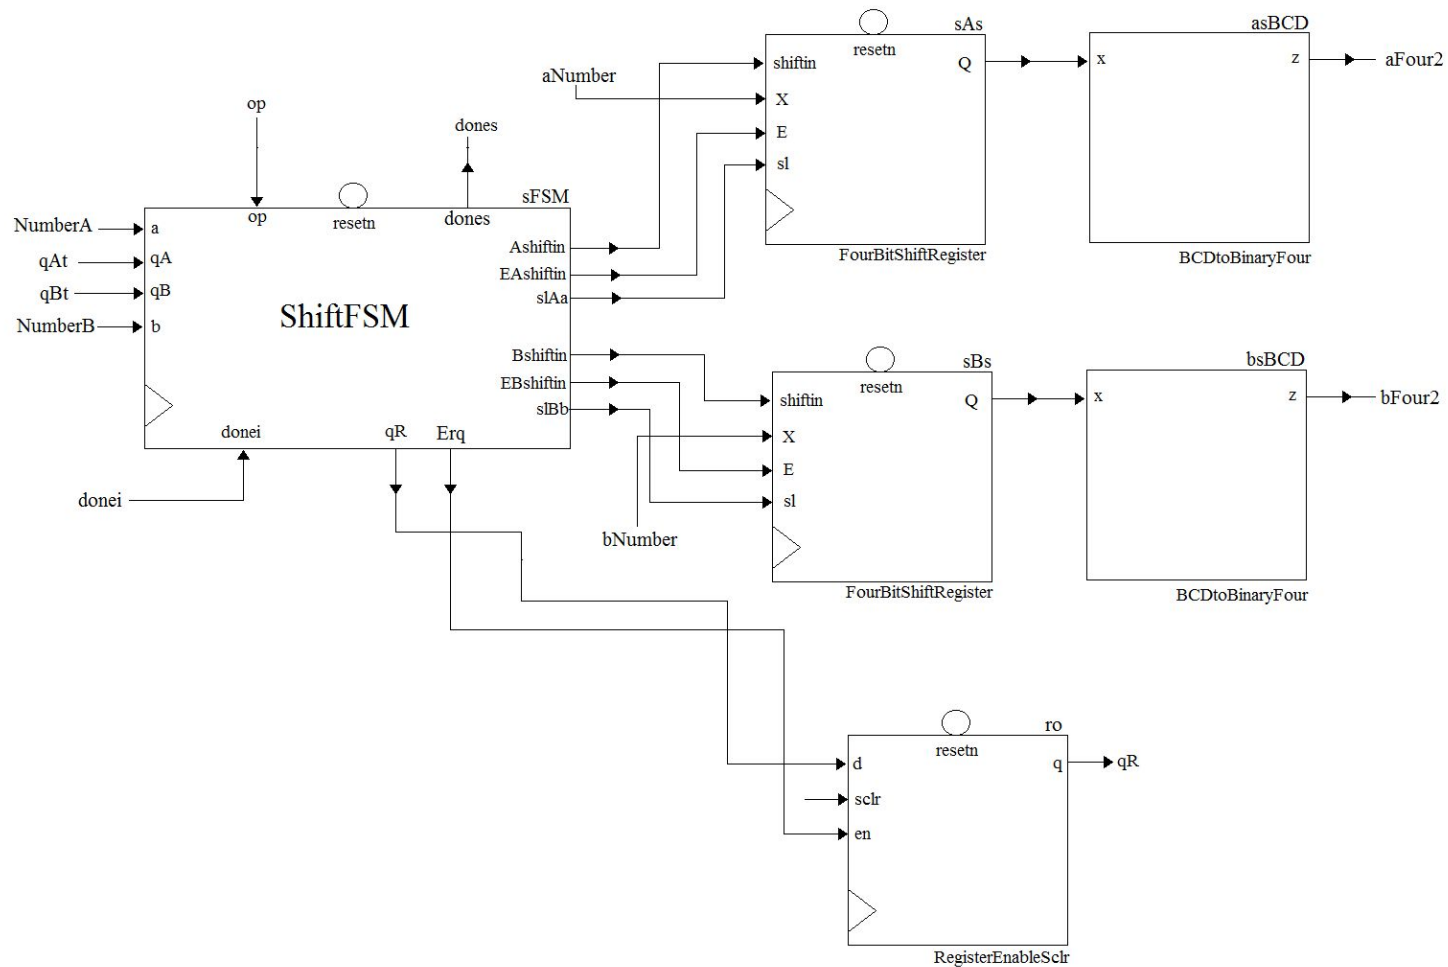 sAs
resetn
shiftin
Q
aNumber
X
E
sl
FourBitShiftRegister
asBCD
x
z
aFour2
BCDtoBinaryFour
op
dones
sFSM
op
resetn
dones
NumberA
a
qAt
qA
qBt
qB
NumberB
b
ShiftFSM
Ashiftin
EAshiftin
slAa
Bshiftin
EBshiftin
slBb
donei
qR
Erq
donei
sBs
resetn
shiftin
Q
X
E
sl
bNumber
FourBitShiftRegister
bsBCD
x
z
bFour2
BCDtoBinaryFour
ro
resetn
d
q
qR
sclr
en
RegisterEnableSclr